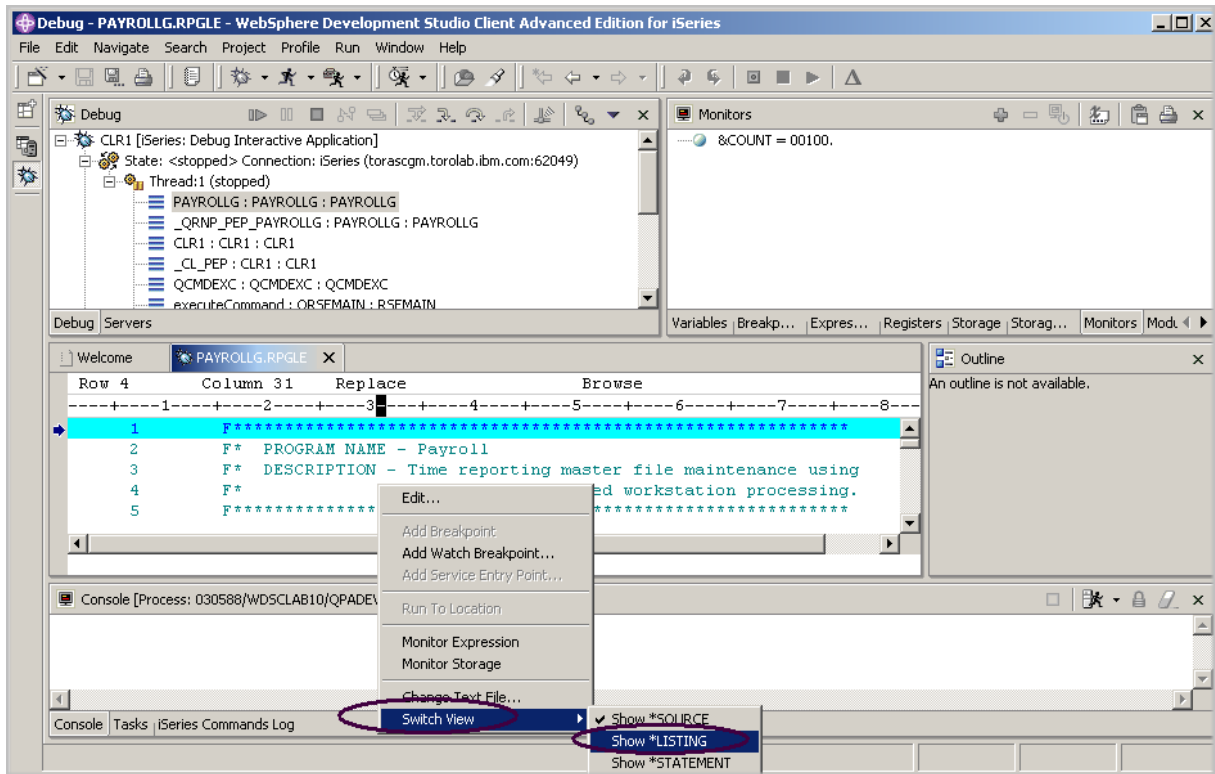 Debug - PAYROLLG.RPGLE - WebSphere Development Studio Client Advanced Edition for iSeries
File Edit Navigate Search Project Profile Run Window Help
Debug
CLR1 [iSeries: Debug Interactive Application]
State: <stopped> Connection: iSeries (torascgm.torolab.ibm.com:62049)
Thread:1 (stopped)
PAYROLLG : PAYROLLG : PAYROLLG
_QRNP_PEP_PAYROLLG : PAYROLLG : PAYROLLG
CLR1 : CLR1 : CLR1
_CL_PEP : CLR1 : CLR1
QCMDEXC : QCMDEXC : QCMDEXC
executeCommand : QRSEMAIN : RSEMAIN
Debug Servers
Monitors
&COUNT = 00100.
Variables Breakp... Expres... Registers Storage Storag... Monitors Modu
Welcome PAYROLLG.RPGLE
Row 4 Column 31 Replace Browse
----+----1----+----2----+----3----+----4----+----5----+----6----+----7----+----8---
1 F*************************************************************
2 F* PROGRAM NAME - Payroll
3 F* DESCRIPTION - Time reporting master file maintenance using
4 F* ed workstation processing.
5 F*************************************************************
Outline
An outline is not available.
Edit...
Add Breakpoint
Add Watch Breakpoint...
Add Service Entry Point...
Run To Location
Monitor Expression
Monitor Storage
Change Text File...
Switch View
Show *SOURCE
Show *LISTING
Show *STATEMENT
Console [Process: 030588/WDSCLAB10/QPADEV
Console Tasks iSeries Commands Log